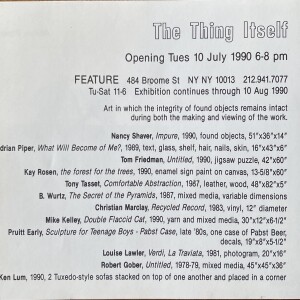 The Thing Itself
Opening Tues 10 July 1990 6-8 pm
FEATURE 484 Broome St NY NY 10013 212.941.7077
Tu-Sat 11-6 Exhibition continues through 10 Aug 1990
Art in which the integrity of found objects remains intact
during both the making and viewing of the work.
Nancy Shaver, Impure, 1990, found objects, 51"x36"x14"
drian Piper, What Will Become of Me?, 1989, text, glass, shelf, hair, nails, skin, 16"x43"x6"
Tom Friedman, Untitled, 1990, jigsaw puzzle, 42"x60"
Kay Rosen, the forest for the trees, 1990, enamel sign paint on canvas, 13-5/8"x60"
Tony Tasset, Comfortable Abstraction, 1987, leather, wood, 48"x82"x5"
B. Wurtz, The Secret of the Pyramids, 1987, mixed media, variable dimensions
Christian Marclay, Recycled Record, 1983, vinyl, 12" diameter
Mike Kelley, Double Flaccid Cat, 1990, yarn and mixed media, 30"x12"x6-1/2"
Pruitt Early, Sculpture for Teenage Boys - Pabst Case, late '80s, one case of Pabst Beer,
decals, 19"x8"x5-1/2"
Louise Lawler, Verdi, La Traviata, 1981, photogram, 20"x16"
Robert Gober, Untitled, 1978-79, mixed media, 45"x45"x36"
Ken Lum, 1990, 2 Tuxedo-style sofas stacked on top of one another and placed in a corner